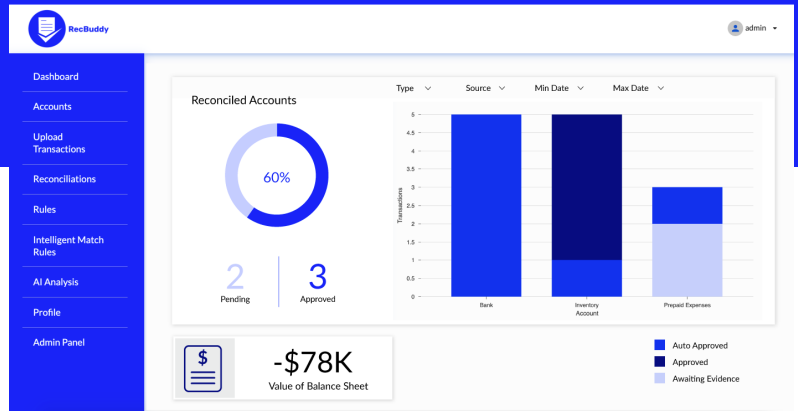 RecBuddy
admin
Dashboard
Accounts
Upload
Transactions
Reconciliations
Rules
Intelligent Match
Rules
AI Analysis
Profile
Admin Panel
Reconciled Accounts
60%
2
Pending
3
Approved
Type
Source
Min Date
Max Date
5
4.5
4
3.5
3
2.5
2
1.5
1
0.5
0
Transactions
Bank
Inventory
Prepaid Expenses
Account
$
-$78K
Value of Balance Sheet
Auto Approved
Approved
Awaiting Evidence